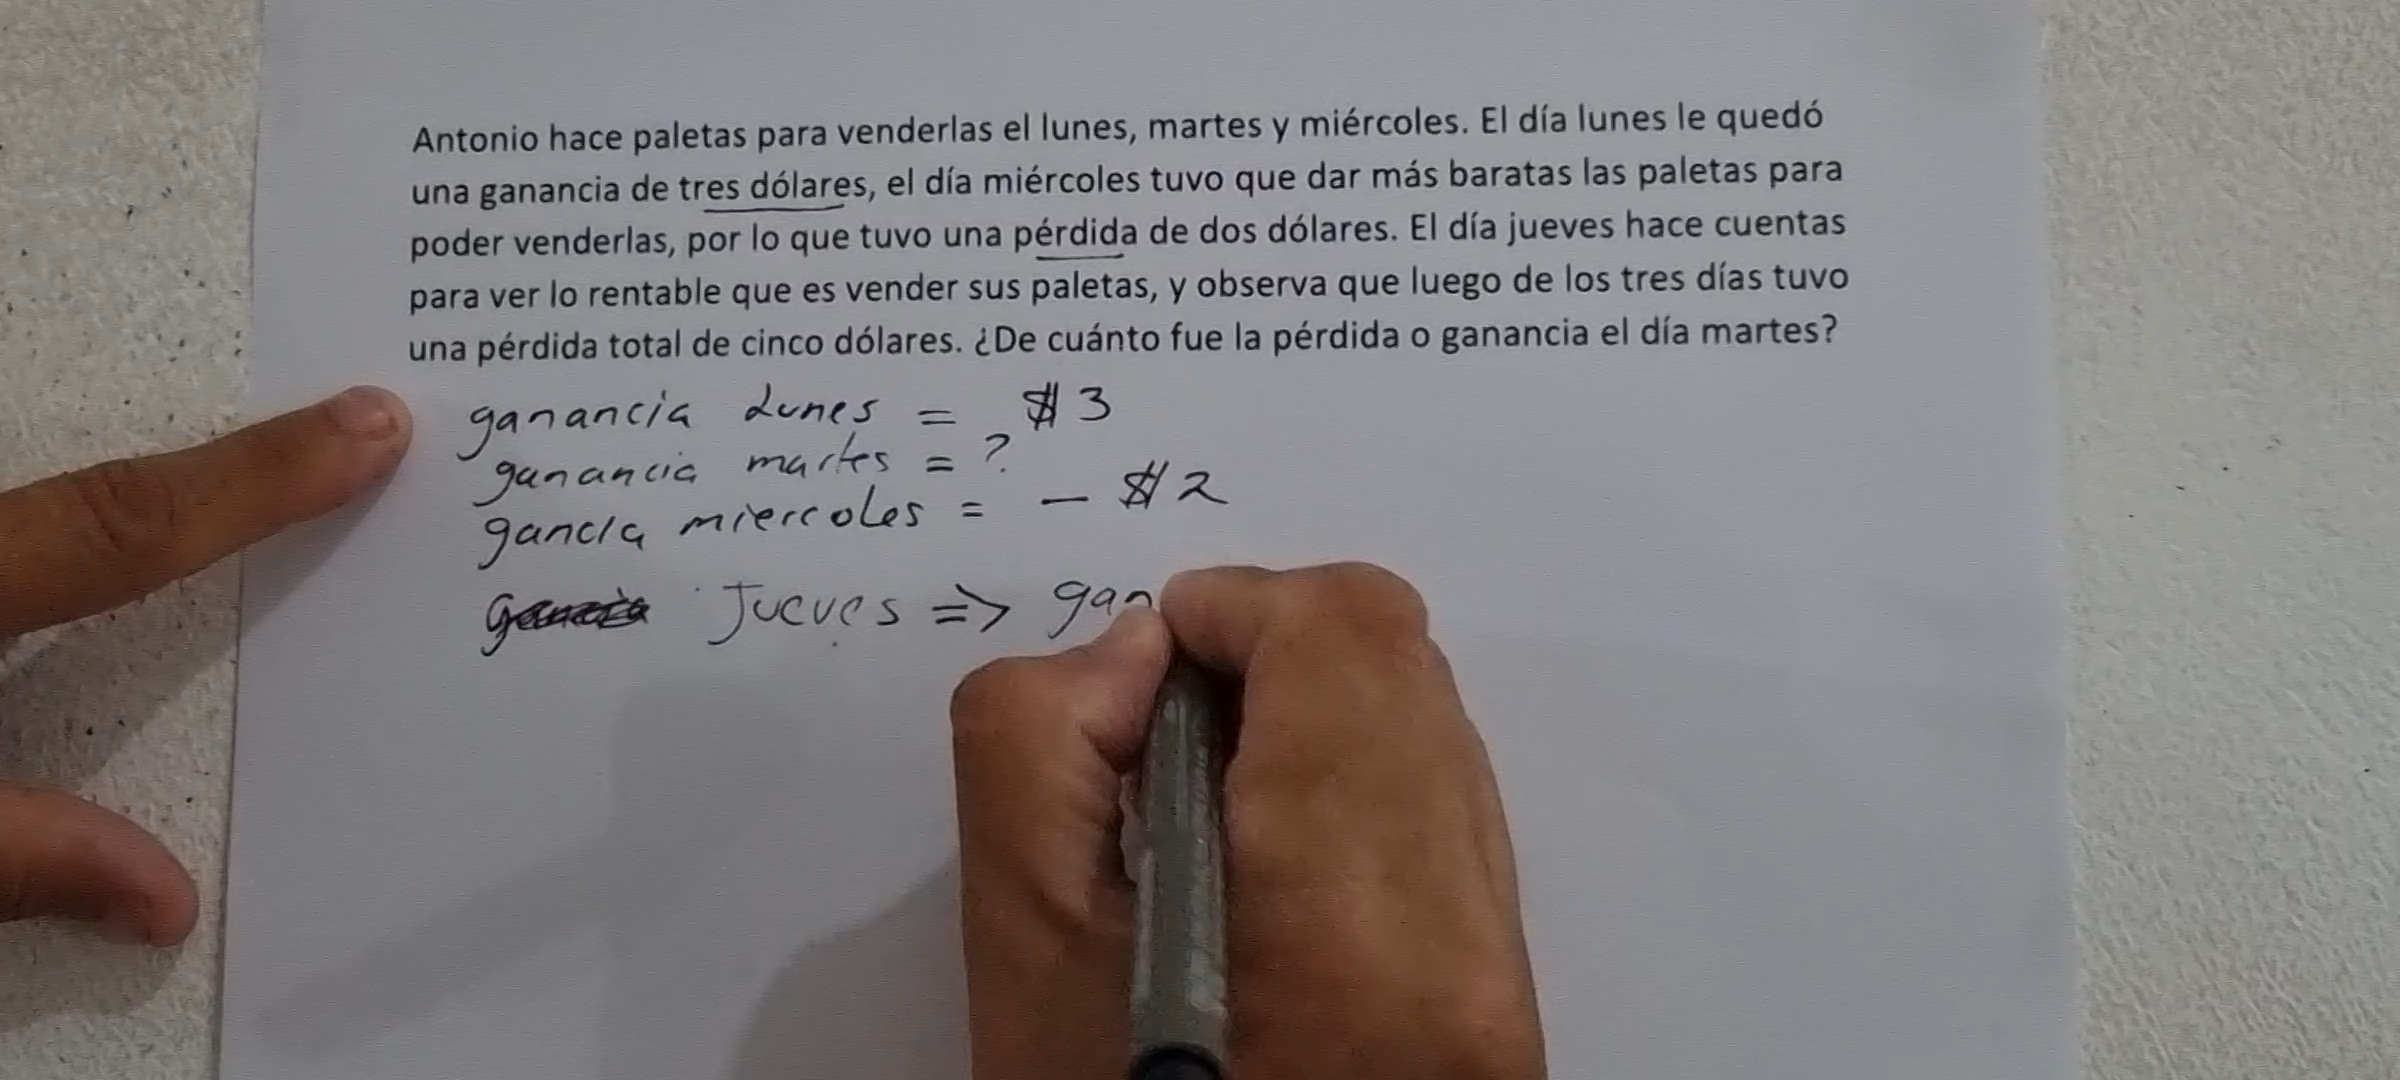 Antonio hace paletas para venderlas el lunes, martes y miércoles. El día lunes le quedó
una ganancia de tres dólares, el día miércoles tuvo que dar más baratas las paletas para
poder venderlas, por lo que tuvo una pérdida de dos dólares. El día jueves hace cuentas
para ver lo rentable que es vender sus paletas, y observa que luego de los tres días tuvo
una pérdida total de cinco dólares. ¿De cuánto fue la pérdida o ganancia el día martes?
ganancia Lunes = $ 3
ganancia martes = ?
gancia miercoles = - $ 2
Jueves => gan